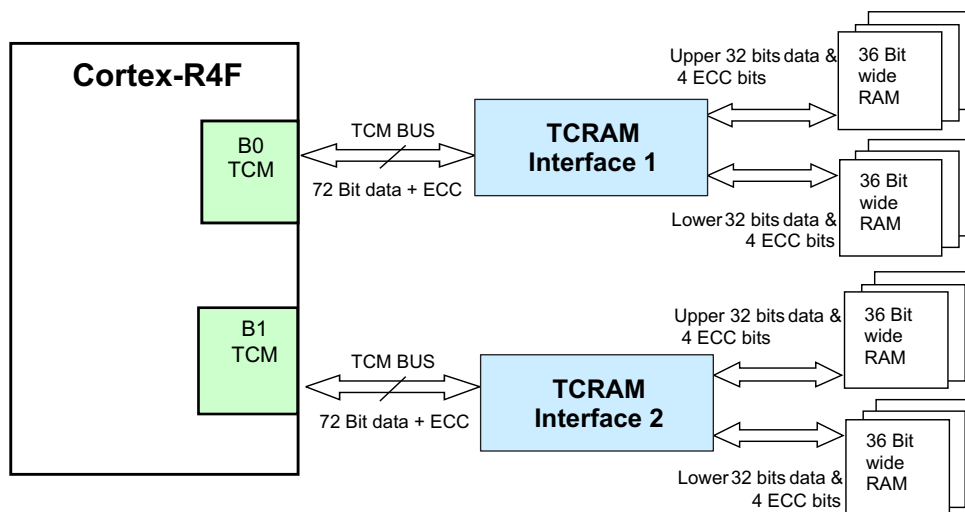 Cortex-R4F
B0
TCM
TCM BUS
72 Bit data + ECC
TCRAM
Interface 1
Upper 32 bits data &
4 ECC bits
36 Bit
wide
RAM
Lower 32 bits data &
4 ECC bits
36 Bit
wide
RAM
B1
TCM
TCM BUS
72 Bit data + ECC
TCRAM
Interface 2
Upper 32 bits data &
4 ECC bits
36 Bit
wide
RAM
Lower 32 bits data &
4 ECC bits
36 Bit
wide
RAM